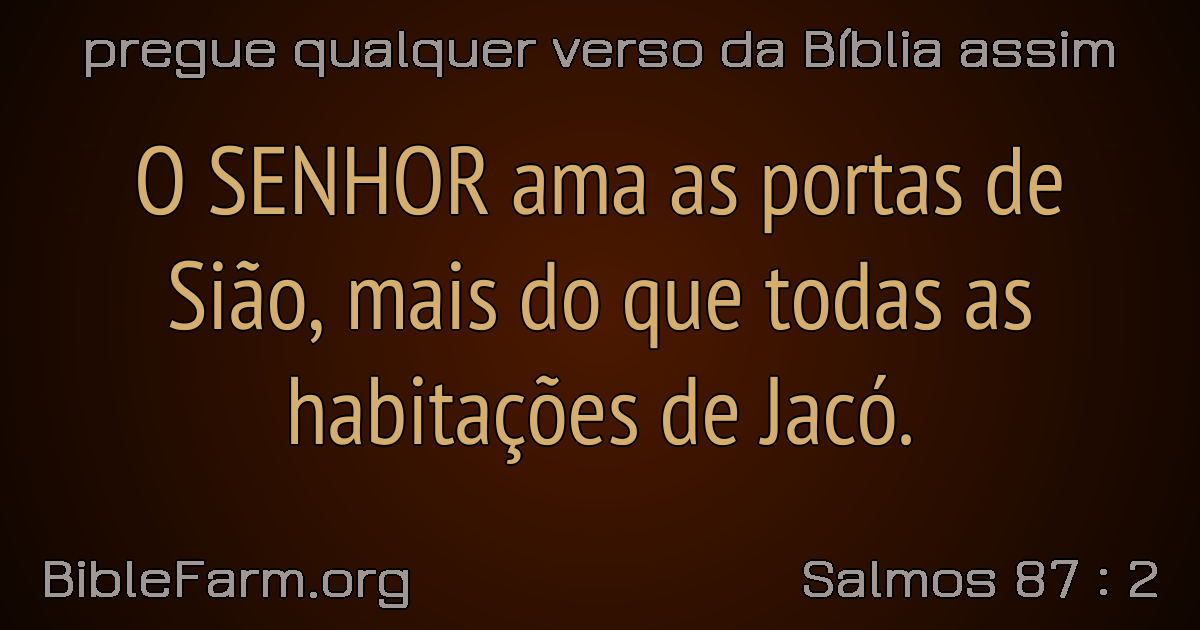 pregue qualquer verso da Bíblia assim
O SENHOR ama as portas de
Sião, mais do que todas as
habitações de Jacó.
BibleFarm.org
Salmos 87 : 2